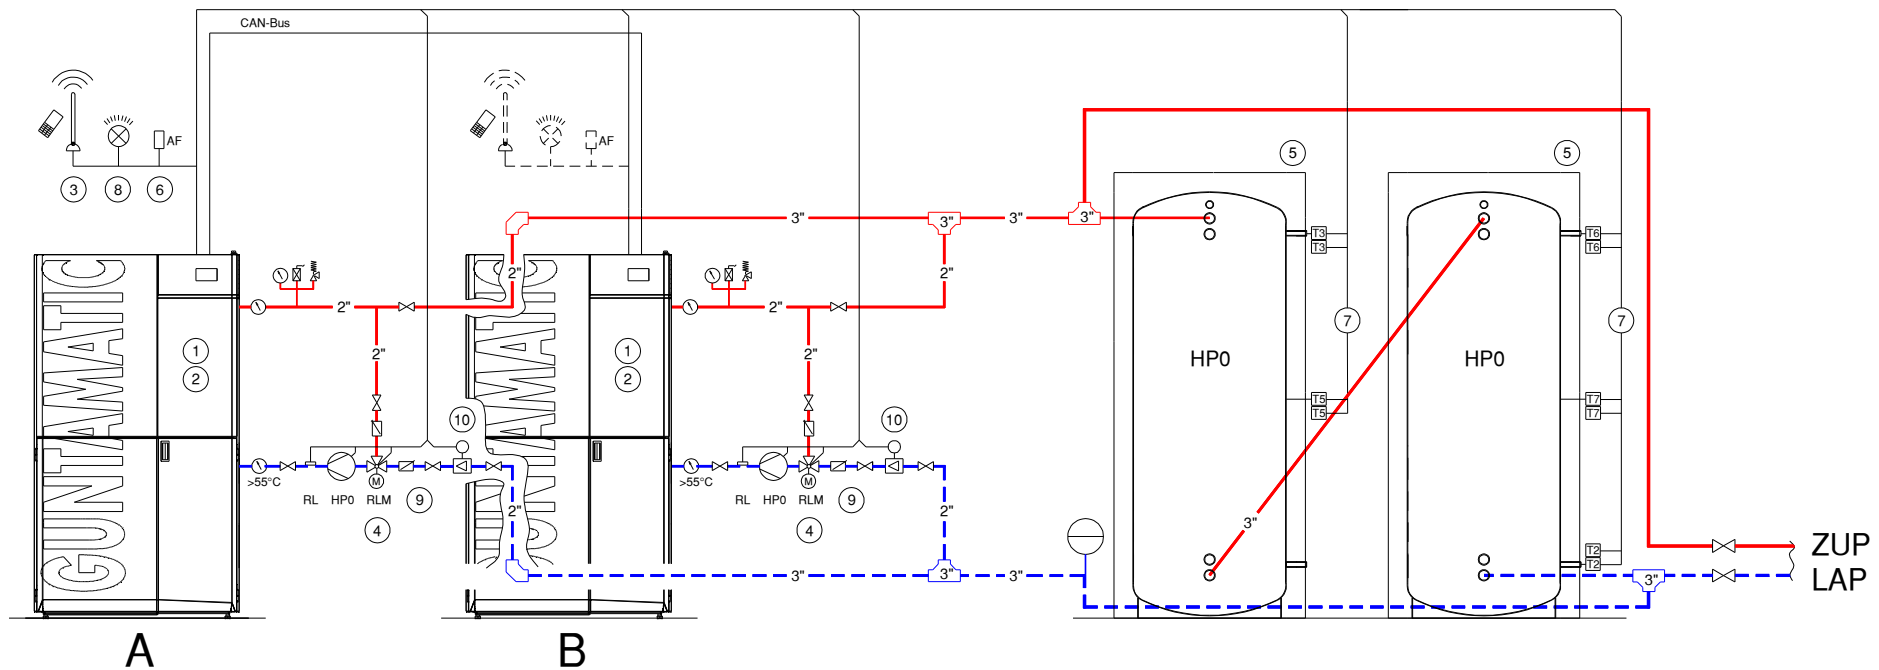 CAN-Bus
AF
3
8
6
AF
5
5
3"
3"
3"
3"
3"
T3
T3
T6
T6
2"
2"
2"
2"
GUNTAMATIC
GUNTAMATIC
1
2
1
2
7
7
2"
2"
HP0
HP0
T5
T5
T7
T7
10
10
>55°C
RL
HP0
RLM
M
9
4
>55°C
RL
HP0
RLM
M
9
4
2"
2"
3"
3"
3"
3"
3"
T2
T2
3"
ZUP
LAP
A
B